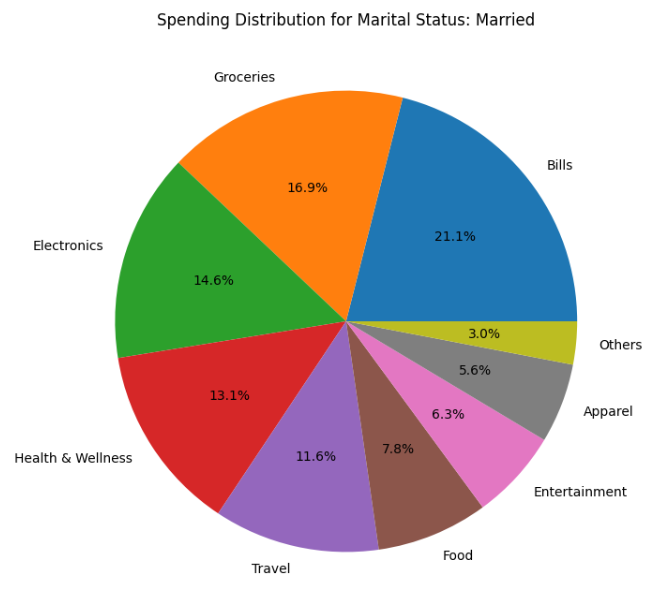 Spending Distribution for Marital Status: Married
Groceries
Bills
16.9%
21.1%
Electronics
14.6%
3.0%
Others
5.6%
13.1%
Apparel
6.3%
7.8%
11.6%
Health & Wellness
Entertainment
Food
Travel